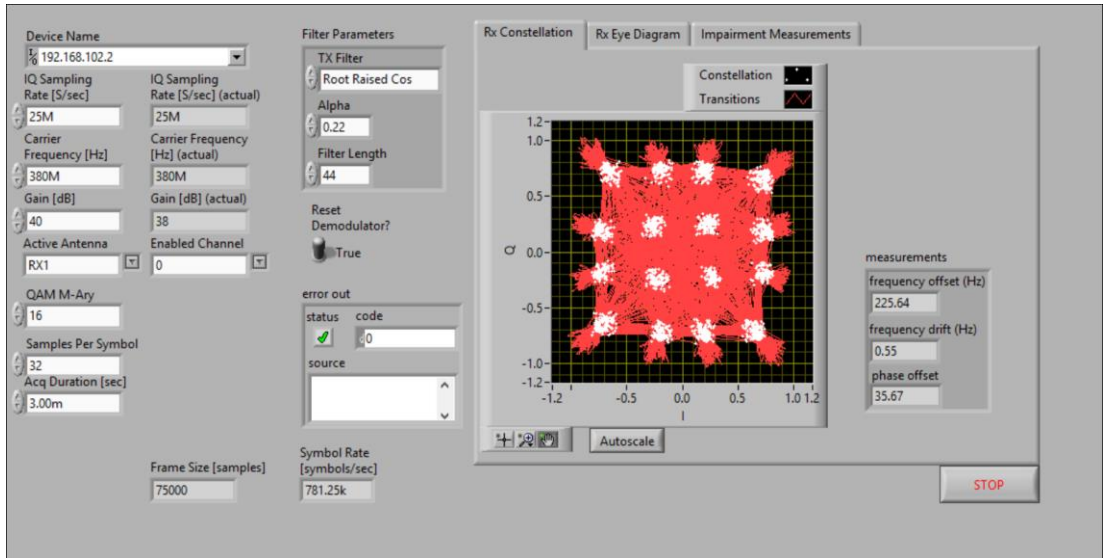 Device Name
192.168.102.2
IQ Sampling
Rate [S/sec]
25M
IQ Sampling
Rate [S/sec] (actual)
25M
Carrier
Frequency [Hz]
380M
Carrier Frequency
[Hz] (actual)
380M
Gain [dB]
40
Gain [dB] (actual)
38
Active Antenna
RX1
Enabled Channel
0
QAM M-Ary
16
Samples Per Symbol
32
Acq Duration [sec]
3.00m
Frame Size [samples]
75000
Filter Parameters
TX Filter
Root Raised Cos
Alpha
0.22
Filter Length
44
Reset
Demodulator?
True
error out
status
code
0
source
Symbol Rate
[symbols/sec]
781.25k
Rx Constellation
Rx Eye Diagram
Impairment Measurements
Constellation
Transitions
1.2
1.0
0.5
0.0
-0.5
-1.0
-1.2
Q
-1.2
-0.5
0.0
0.5
1.0 1.2
I
Autoscale
measurements
frequency offset (Hz)
225.64
frequency drift (Hz)
0.55
phase offset
35.67
STOP